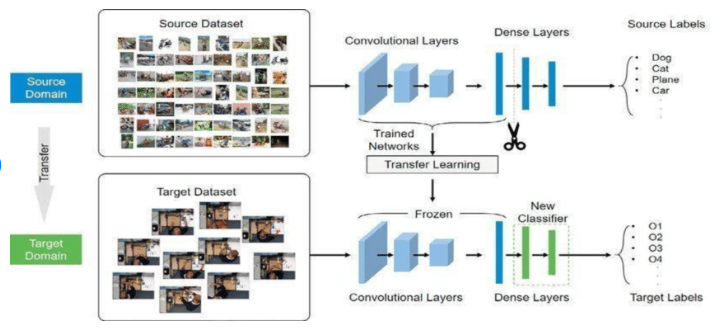 Source Dataset
Source Labels
Convolutional Layers
Dense Layers
Dog
Cat
Plane
Car
Source
Domain
Trained
Networks
Transfer Learning
Transfer
Target Dataset
Frozen
New
Classifier
Target
Domain
O1
O2
O3
O4
Convolutional Layers
Dense Layers
Target Labels